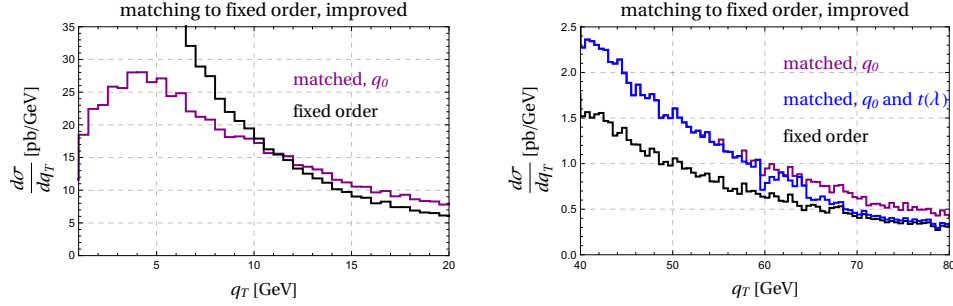 matching to fixed order, improved
35
30
25
20
15
10
5
0
5
10
15
20
dσ/dq_T [pb/GeV]
q_T [GeV]
matched, q_0
fixed order
matching to fixed order, improved
2.5
2.0
1.5
1.0
0.5
0.0
40
50
60
70
80
dσ/dq_T [pb/GeV]
q_T [GeV]
matched, q_0
matched, q_0 and t(λ)
fixed order